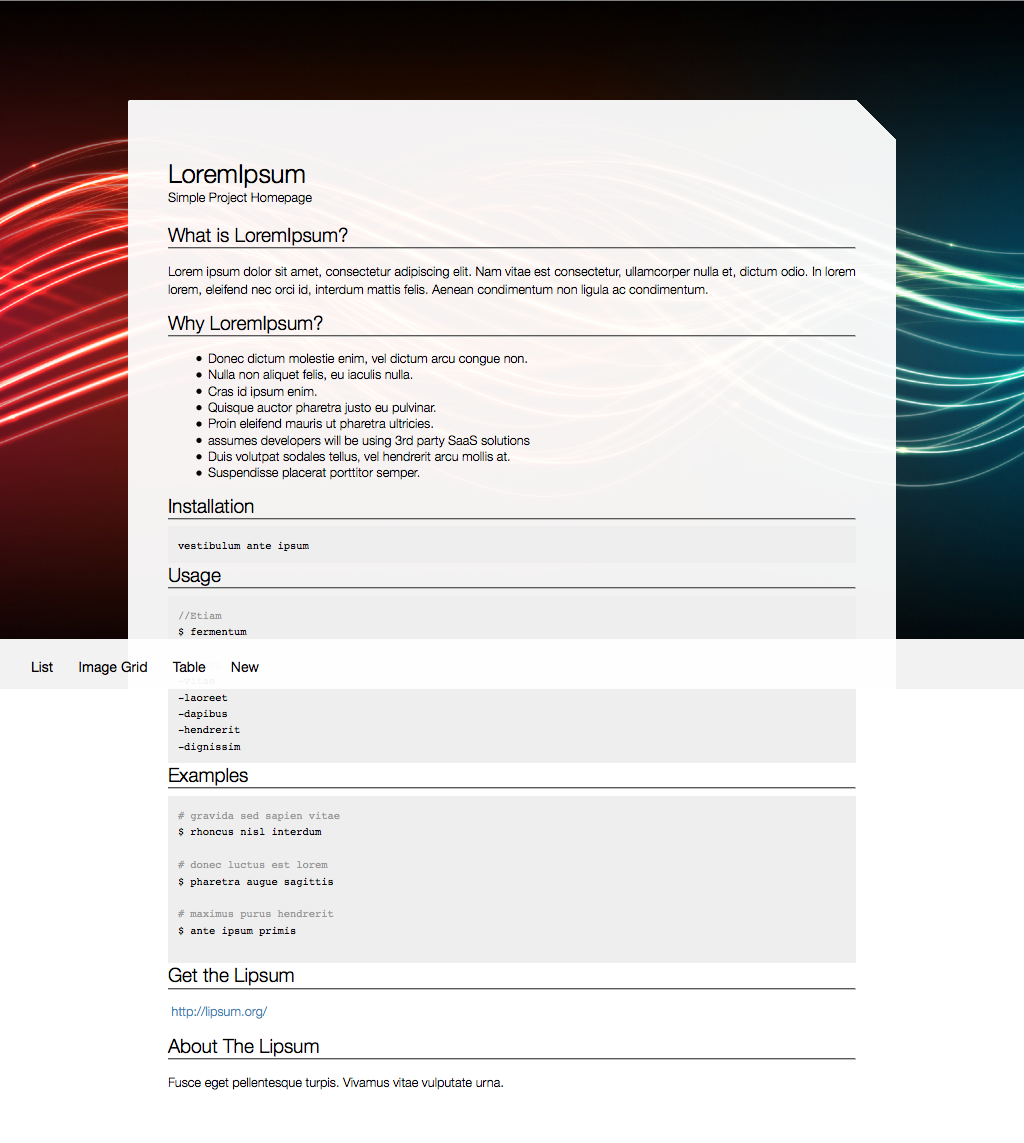 LoremIpsum
Simple Project Homepage
What is LoremIpsum?
Lorem ipsum dolor sit amet, consectetur adipiscing elit. Nam vitae est consectetur, ullamcorper nulla et, dictum odio. In lorem
lorem, eleifend nec orci id, interdum mattis felis. Aenean condimentum non ligula ac condimentum.
Why LoremIpsum?
Donec dictum molestie enim, vel dictum arcu congue non.
Nulla non aliquet felis, eu iaculis nulla.
Cras id ipsum enim.
Quisque auctor pharetra justo eu pulvinar.
Proin eleifend mauris ut pharetra ultricies.
assumes developers will be using 3rd party SaaS solutions
Duis volutpat sodales tellus, vel hendrerit arcu mollis at.
Suspendisse placerat porttitor semper.
Installation
vestibulum ante ipsum
Usage
//Etiam
$ fermentum
List Image Grid Table New
-laoreet
-dapibus
-hendrerit
-dignissim
Examples
# gravida sed sapien vitae
$ rhoncus nisl interdum
# donec luctus est lorem
$ pharetra augue sagittis
# maximus purus hendrerit
$ ante ipsum primis
Get the Lipsum
http://lipsum.org/
About The Lipsum
Fusce eget pellentesque turpis. Vivamus vitae vulputate urna.